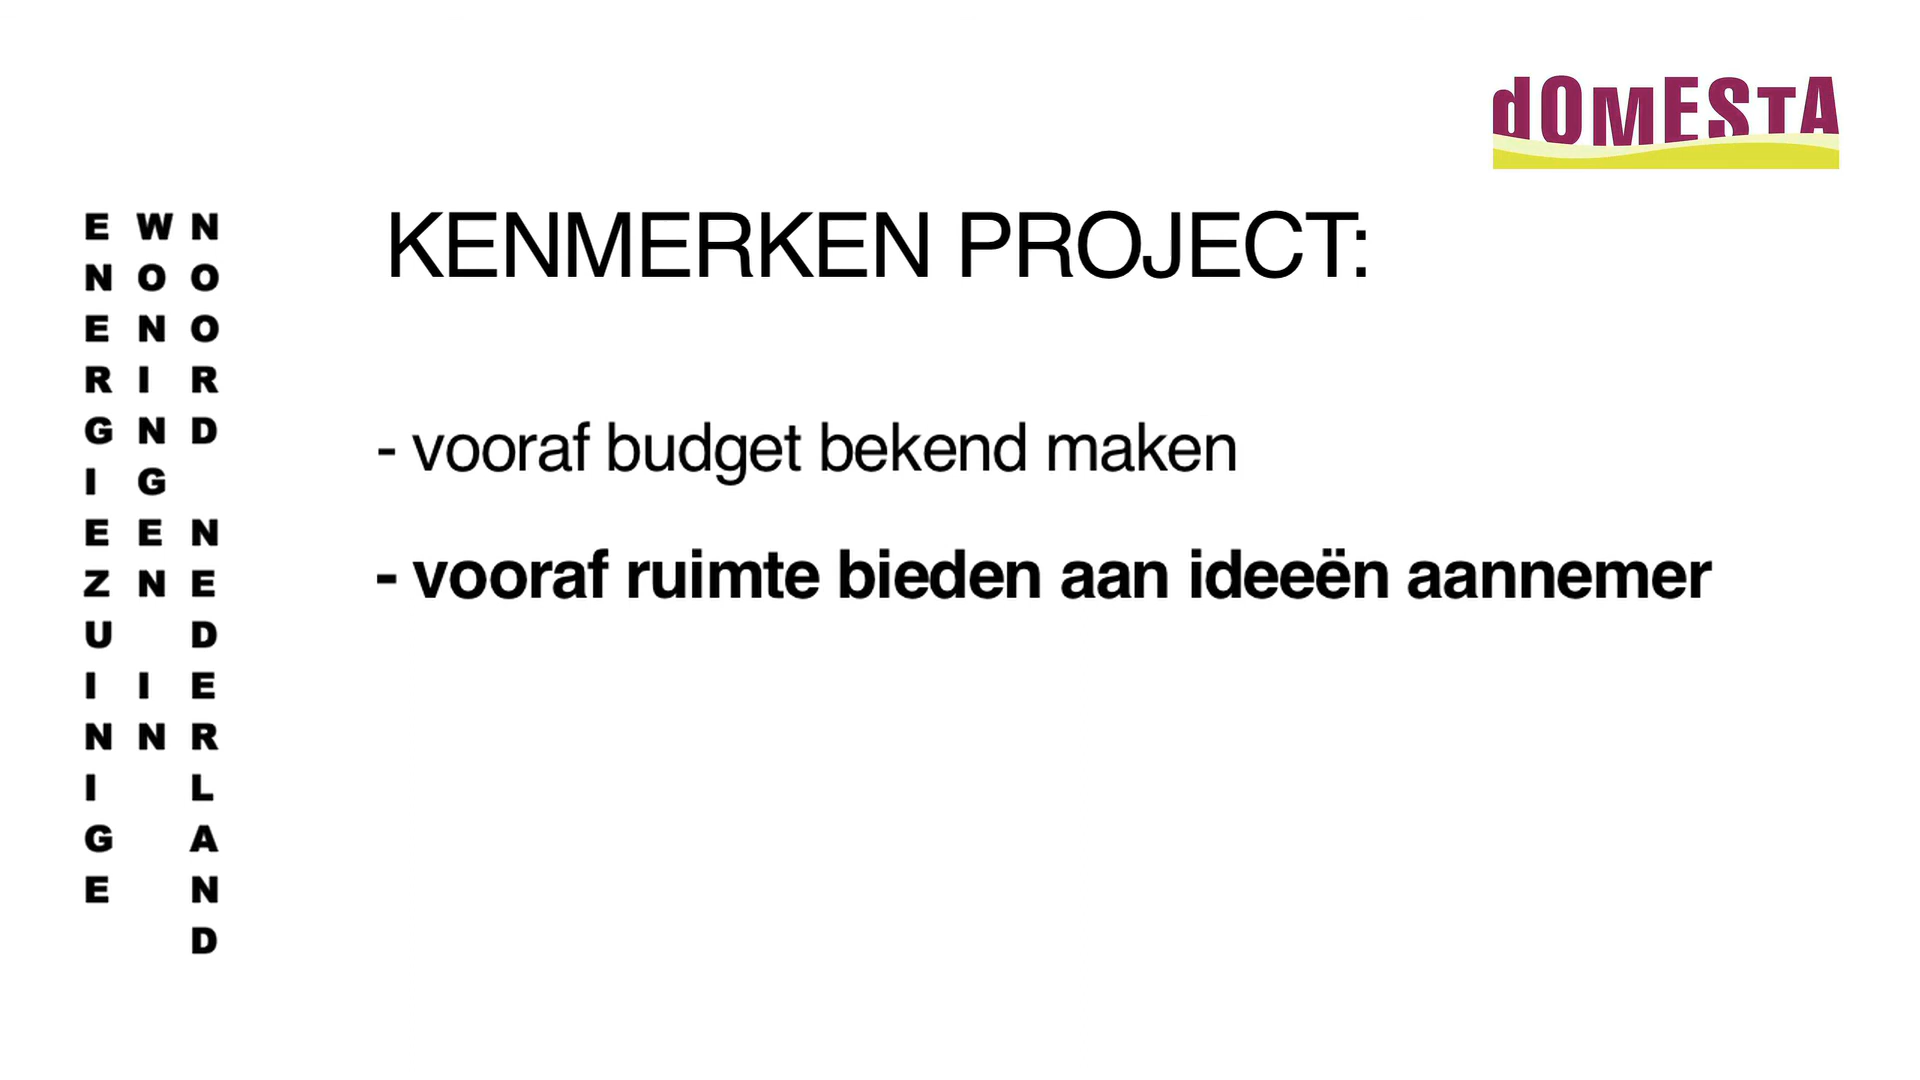 dOMESTA
ENERGIEZUINIGE
WONINGEN IN
NOORD NEDERLAND
KENMERKEN PROJECT:
- vooraf budget bekend maken
- vooraf ruimte bieden aan ideeën aannemer